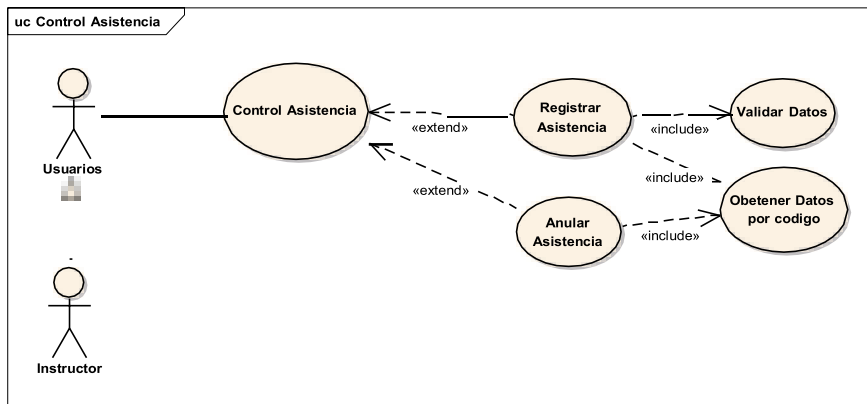 uc Control Asistencia
Usuarios
Control Asistencia
«extend»
«extend»
Registrar
Asistencia
Anular
Asistencia
«include»
«include»
«include»
Validar Datos
Obetener Datos
por codigo
Instructor